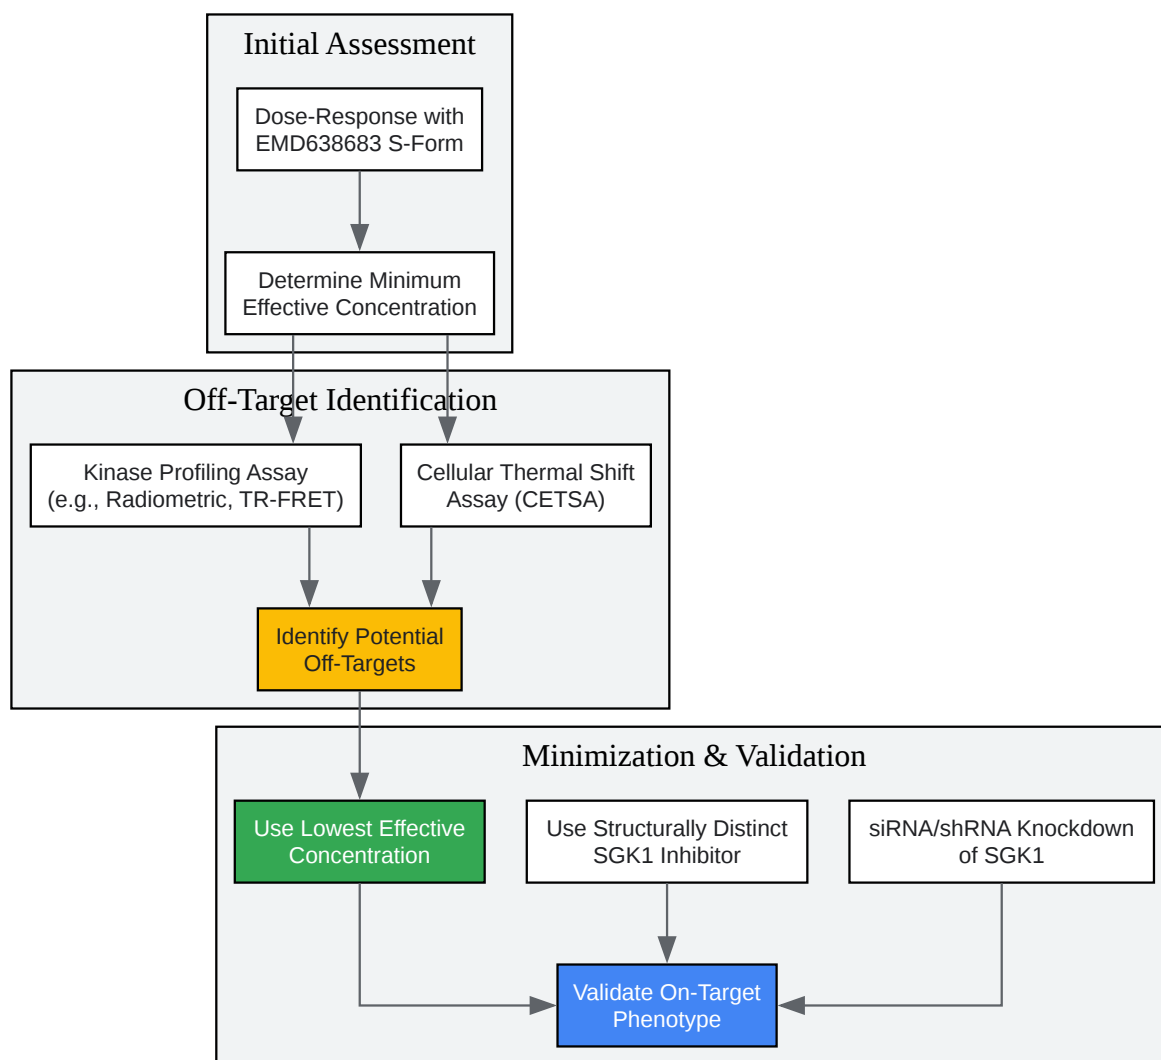 Initial Assessment
Dose-Response with
EMD638683 S-Form
Determine Minimum
Effective Concentration
Off-Target Identification
Kinase Profiling Assay
(e.g., Radiometric, TR-FRET)
Cellular Thermal Shift
Assay (CETSA)
Identify Potential
Off-Targets
Minimization & Validation
Use Lowest Effective
Concentration
Use Structurally Distinct
SGK1 Inhibitor
siRNA/shRNA Knockdown
of SGK1
Validate On-Target
Phenotype